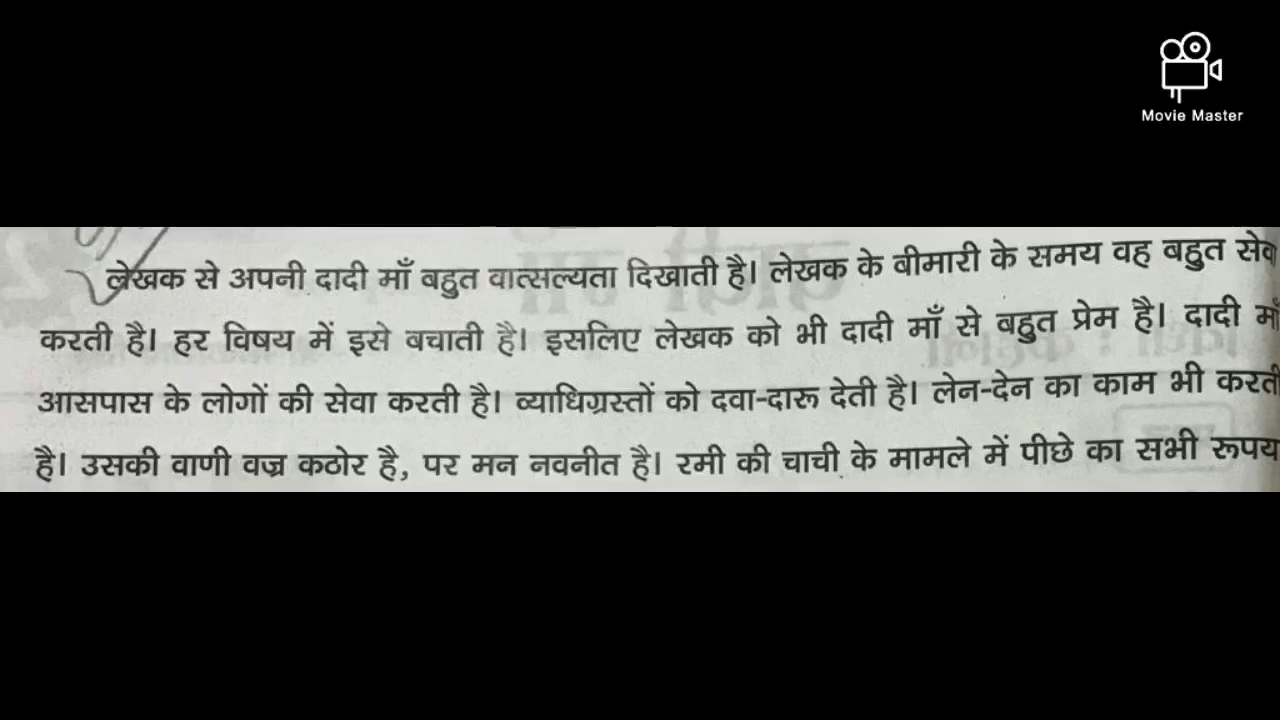 Movie Master
लेखक से अपनी दादी माँ बहुत वात्सल्यता दिखाती है। लेखक के बीमारी के समय वह बहुत सेव
करती है। हर विषय में इसे बचाती है। इसलिए लेखक को भी दादी माँ से बहुत प्रेम है। दादी माँ
आसपास के लोगों की सेवा करती है। व्याधिग्रस्तों को दवा-दारू देती है। लेन-देन का काम भी करती
है। उसकी वाणी वज्र कठोर है, पर मन नवनीत है। रमी की चाची के मामले में पीछे का सभी रूपय